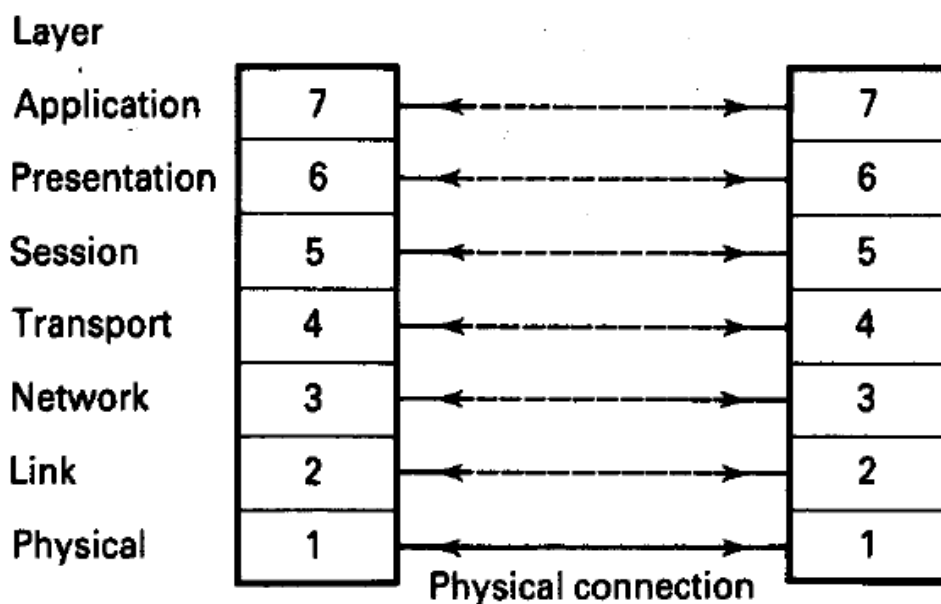 Layer
Application 7 7
Presentation 6 6
Session 5 5
Transport 4 4
Network 3 3
Link 2 2
Physical 1 1
Physical connection